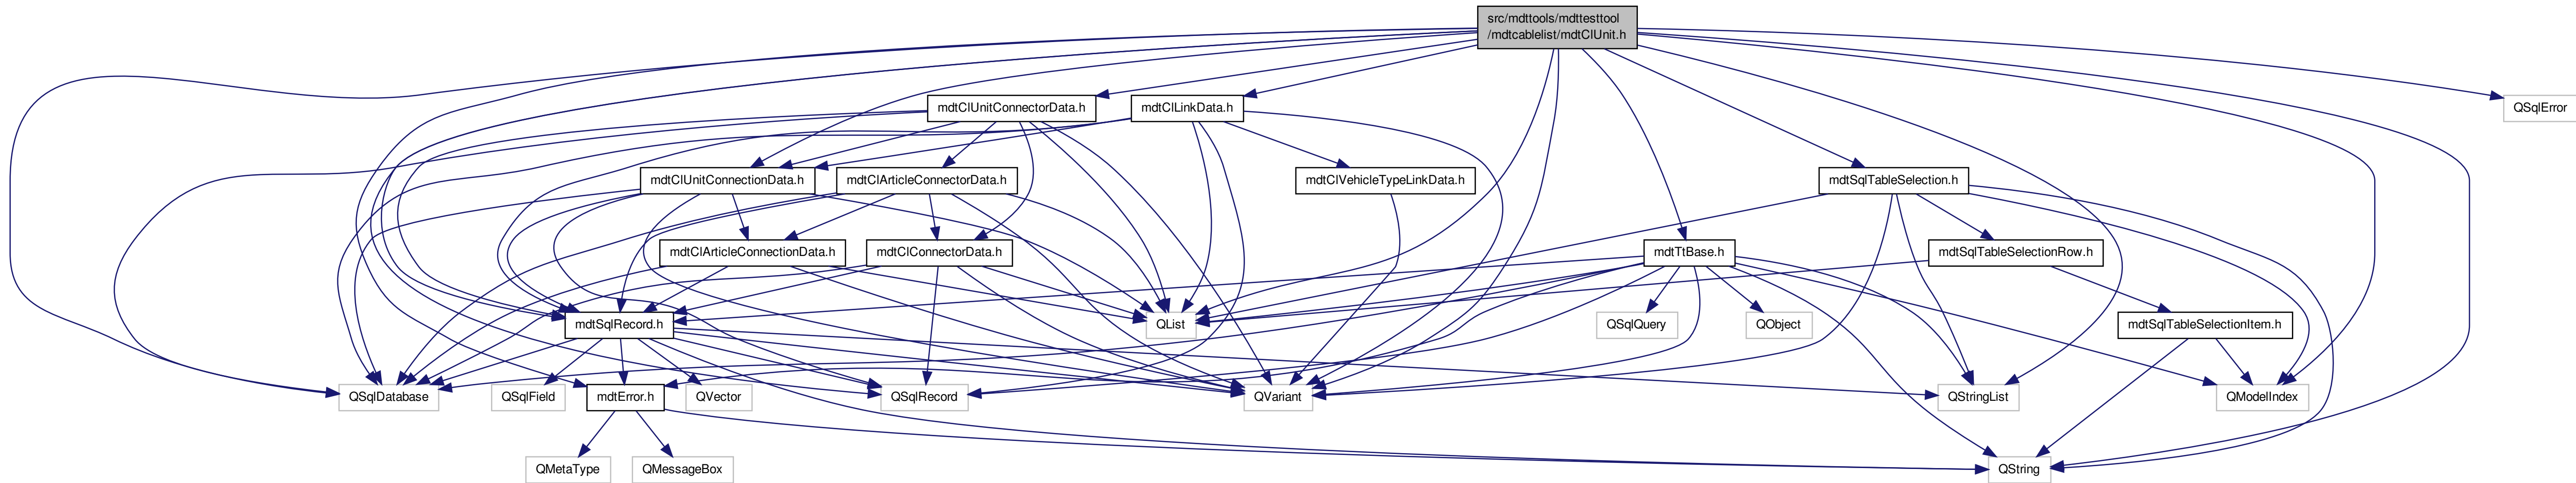 src/mdttools/mdttesttool
/mdtcablelist/mdtClUnit.h
mdtClUnitConnectorData.h
mdtClLinkData.h
QSqlError
mdtClUnitConnectionData.h
mdtClArticleConnectorData.h
mdtClVehicleTypeLinkData.h
mdtSqlTableSelection.h
mdtClArticleConnectionData.h
mdtClConnectorData.h
mdtTtBase.h
mdtSqlTableSelectionRow.h
mdtSqlRecord.h
QList
QSqlQuery
QObject
mdtSqlTableSelectionItem.h
QSqlDatabase
QSqlField
mdtError.h
QVector
QSqlRecord
QVariant
QStringList
QModelIndex
QMetaType
QMessageBox
QString